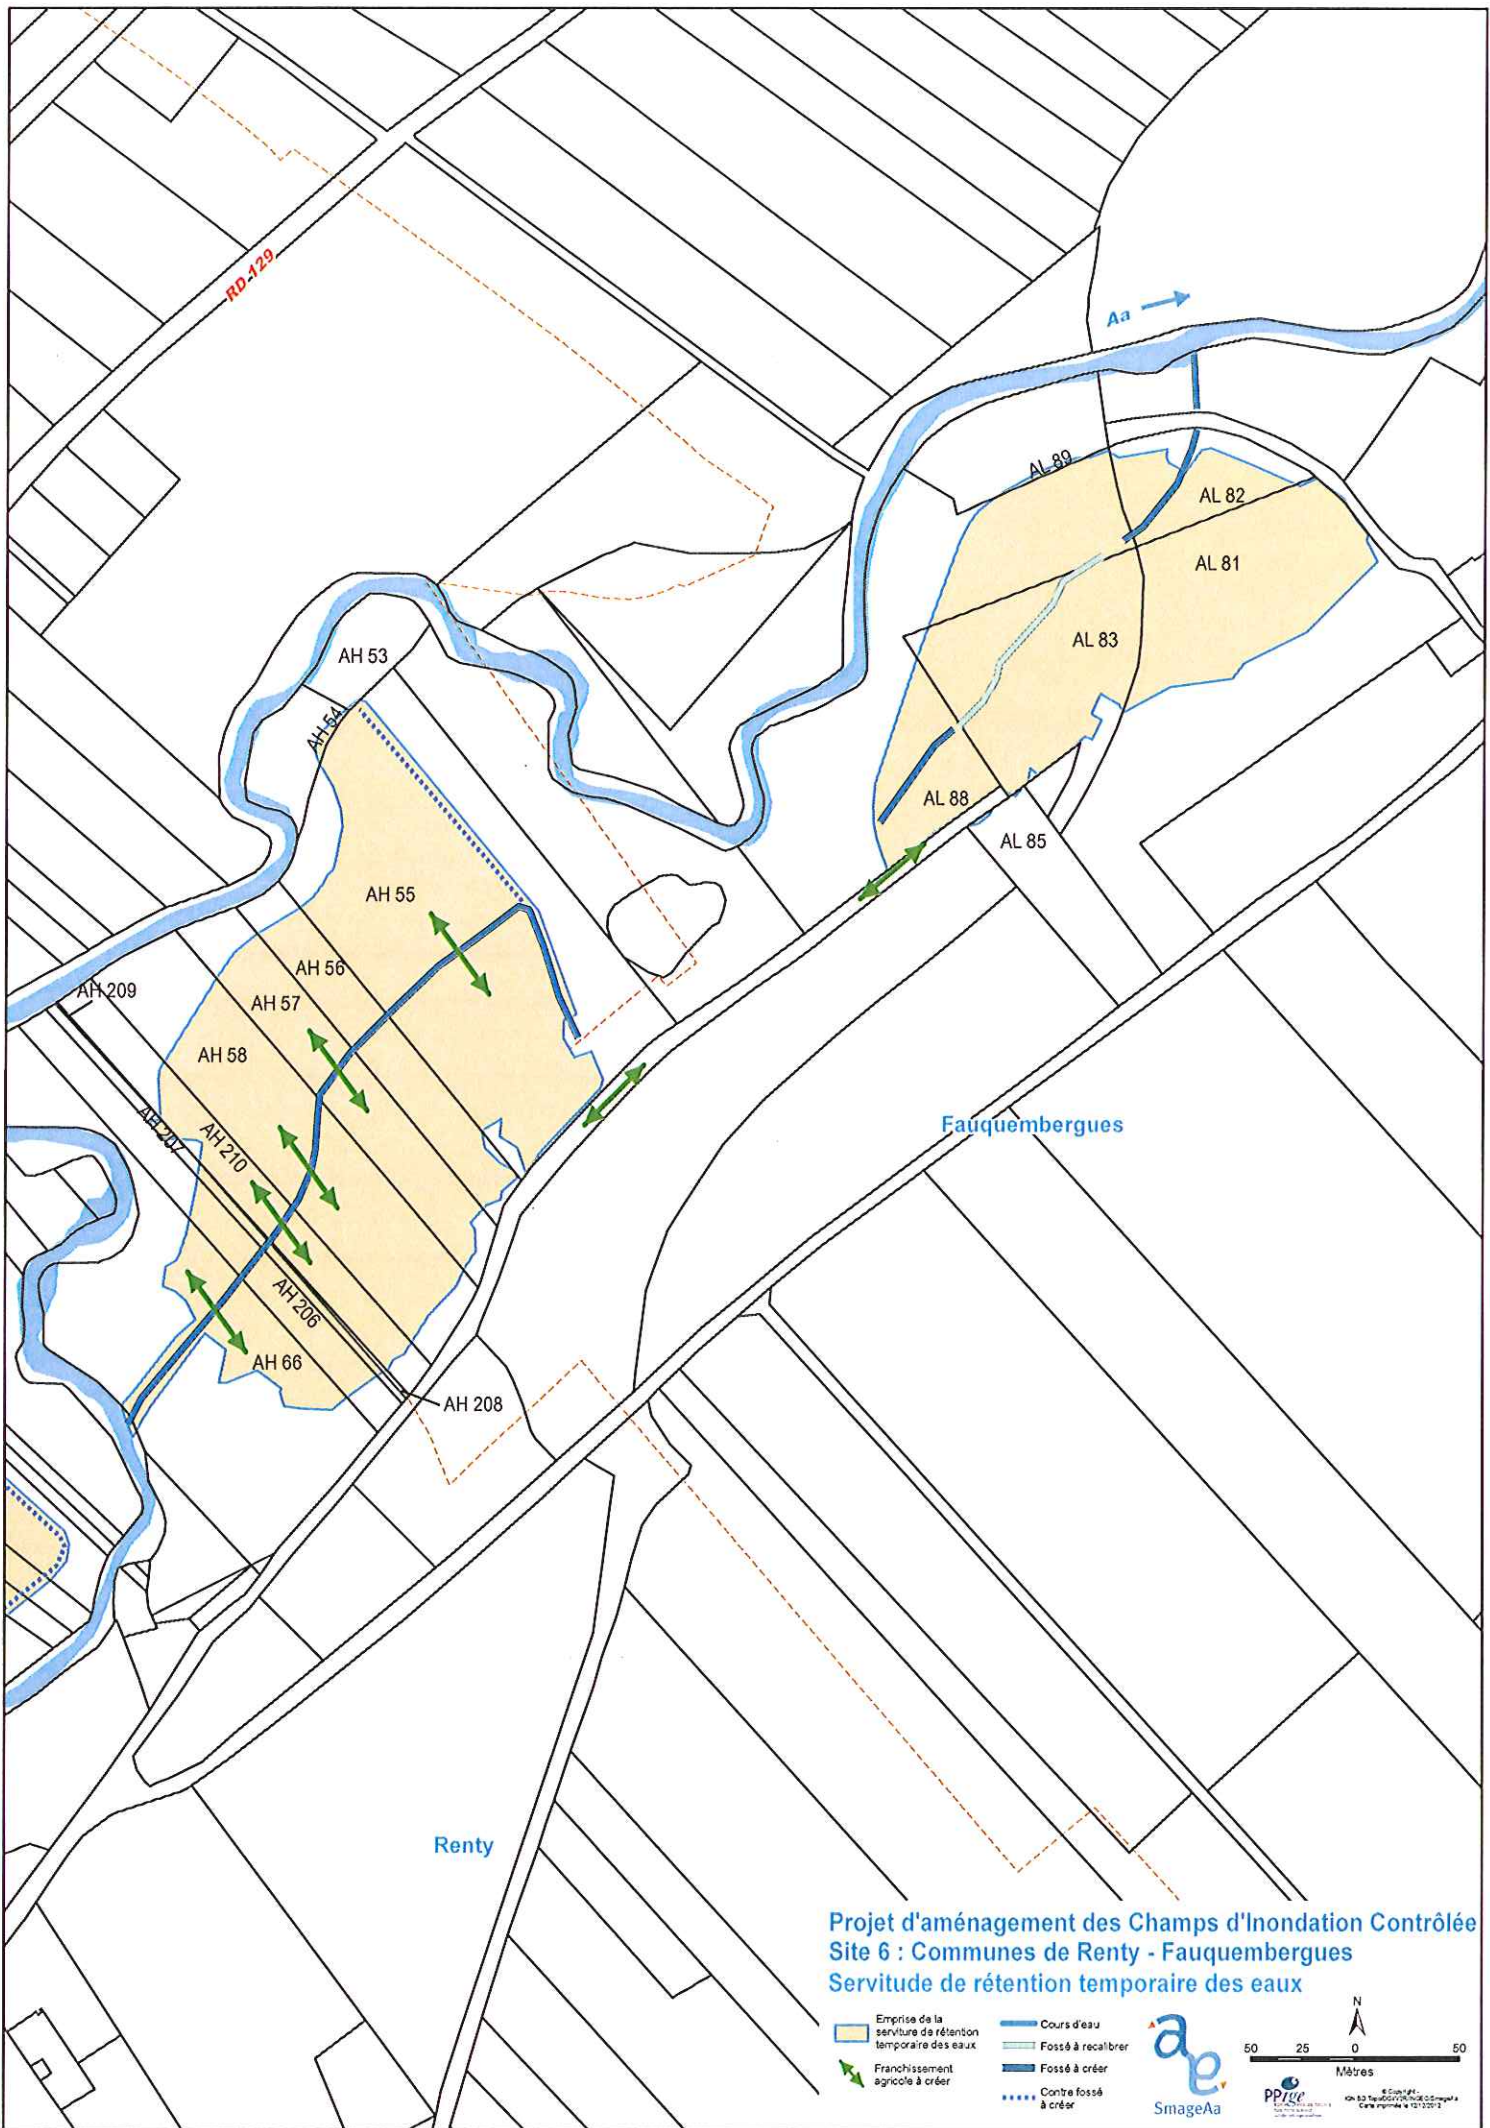 RD-129
Aa
AL 89
AL 82
AL 81
AH 53
AL 83
AH 54
AL 88
AL 85
AH 55
AH 56
AH 209
AH 57
AH 58
AH 207
AH 210
Fauquembergues
AH 206
AH 66
AH 208
Renty
Projet d'aménagement des Champs d'Inondation Contrôlée
Site 6 : Communes de Renty - Fauquembergues
Servitude de rétention temporaire des eaux
Emprise de la
serviture de rétention
temporaire des eaux
Franchissement
agricole à créer
Cours d'eau
Fossé à recalibrer
Fossé à créer
Contre fossé
à créer
SmageAa
N
50 25 0 50
Mètres
PPige